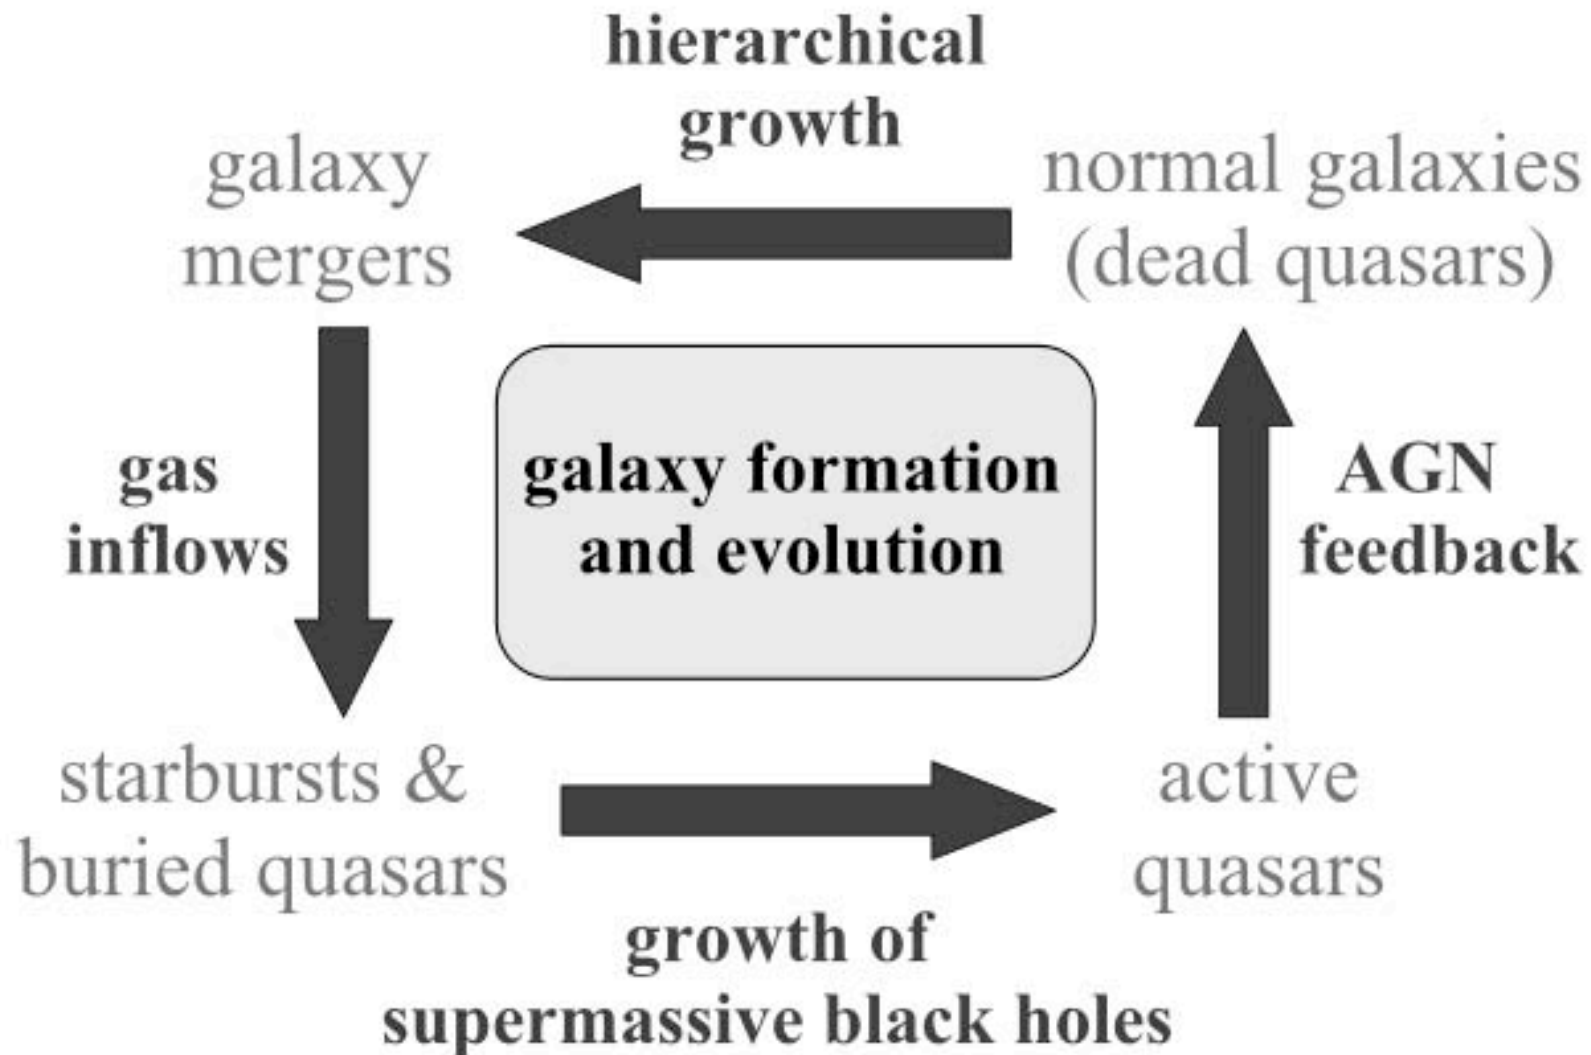 hierarchical
growth
galaxy
mergers
normal galaxies
(dead quasars)
gas
inflows
galaxy formation
and evolution
AGN
feedback
starbursts &
buried quasars
active
quasars
growth of
supermassive black holes